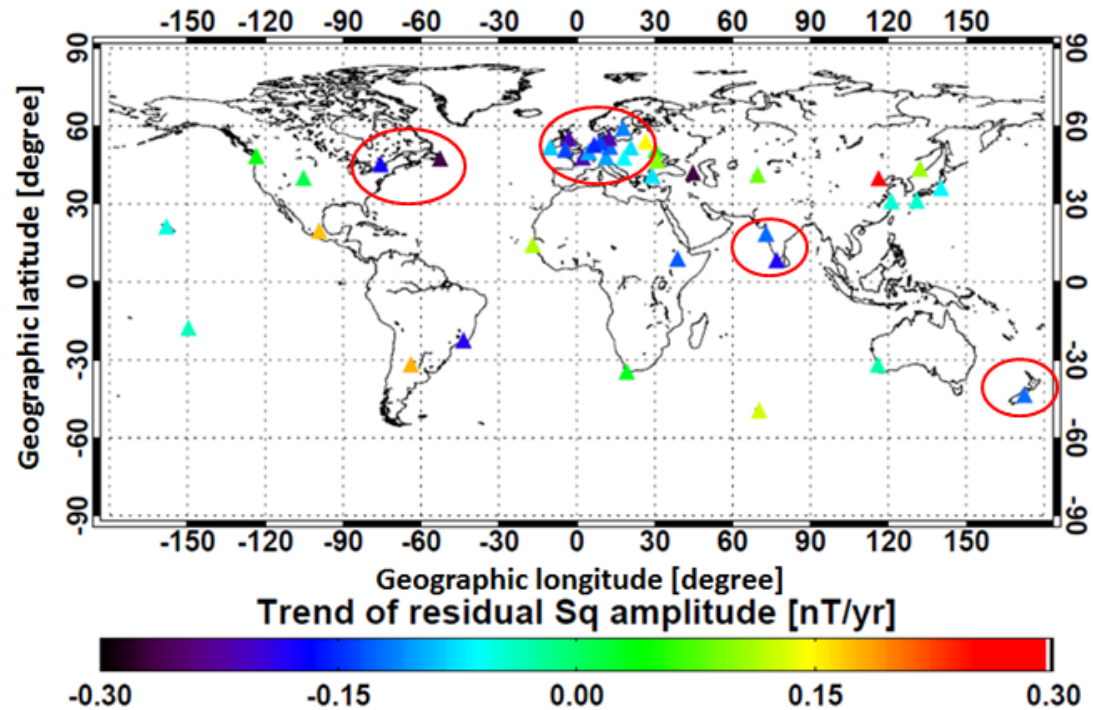 -150 -120 -90 -60 -30 0 30 60 90 120 150
90 90
60 60
30 30
0 0
-30 -30
-60 -60
-90 -90
Geographic latitude [degree]
-150 -120 -90 -60 -30 0 30 60 90 120 150
Geographic longitude [degree]
Trend of residual Sq amplitude [nT/yr]
-0.30 -0.15 0.00 0.15 0.30